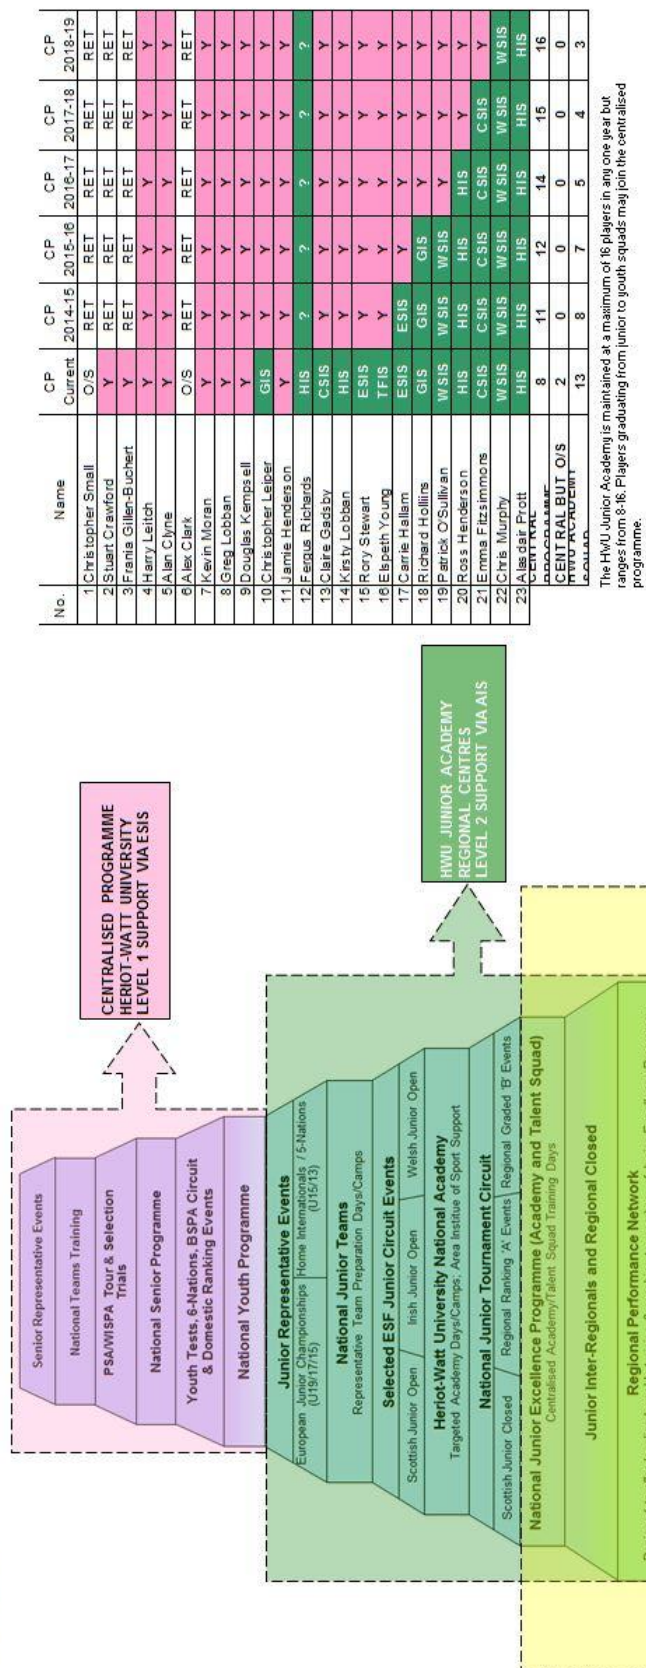 Senior Representative Events
National Teams Training
PSA/WISPA Tour & Selection
Trials
National Senior Programme
Youth Tests, 6-Nations, BSPA Circuit
& Domestic Ranking Events
National Youth Programme
Junior Representative Events
European Junior Championships Home Internationals / 5-Nations
(U19/17/15) (U15/13)
National Junior Teams
Representative Team Preparation Days/Camps
Selected ESF Junior Circuit Events
Scottish Junior Open Irish Junior Open Welsh Junior Open
Heriot-Watt University National Academy
Targeted Academy Days/Camps; Area Institue of Sport Support
National Junior Tournament Circuit
Scottish Junior Closed Regional Ranking 'A' Events Regional Graded 'B' Events
National Junior Excellence Programme (Academy and Talent Squad)
Centralised Academy/Talent Squad Training Days
Junior Inter-Regionals and Regional Closed
Regional Performance Network
CENTRALISED PROGRAMME
HERIOT-WATT UNIVERSITY
LEVEL 1 SUPPORT VIA ESIS
HWU JUNIOR ACADEMY
REGIONAL CENTRES
LEVEL 2 SUPPORT VIA AIS
No. Name CP Current CP 2014-15 CP 2015-16 CP 2016-17 CP 2017-18 CP 2018-19
1 Christopher Small O/S RET RET RET RET RET
2 Stuart Crawford Y RET RET RET RET RET
3 Frania Gillen-Buchert Y RET RET RET RET RET
4 Harry Leitch Y Y Y Y Y Y
5 Alan Clyne Y Y Y Y Y Y
6 Alex Clark O/S RET RET RET RET RET
7 Kevin Moran Y Y Y Y Y Y
8 Greg Lobban Y Y Y Y Y Y
9 Douglas Kempsell Y Y Y Y Y Y
10 Christopher Leiper GIS Y Y Y Y Y
11 Jamie Henderson Y Y Y Y Y Y
12 Fergus Richards HIS ? ? ? ? ?
13 Claire Gadsby CSIS Y Y Y Y Y
14 Kirsty Lobban HIS Y Y Y Y Y
15 Rory Stewart ESIS Y Y Y Y Y
16 Elspeth Young TFIS Y Y Y Y Y
17 Carrie Hallam ESIS ESIS Y Y Y Y
18 Richard Hollins GIS GIS GIS Y Y Y
19 Patrick O'Sullivan WSIS WSIS WSIS Y Y Y
20 Ross Henderson HIS HIS HIS HIS Y Y
21 Emma Fitzsimmons CSIS CSIS CSIS CSIS CSIS Y
22 Chris Murphy WSIS WSIS WSIS WSIS WSIS WSIS
23 Alasdair Prott HIS HIS HIS HIS HIS HIS
CENTRAL PROGRAMME 8 11 12 14 15 16
CENTRAL BUT O/S 2 0 0 0 0 0
HWU ACADEMY SQUAD 13 8 7 5 4 3
The HWU Junior Academy is maintained at a maximum of 16 players in any one year but
ranges from 8-16. Players graduating from junior to youth squads may join the centralised
programme.